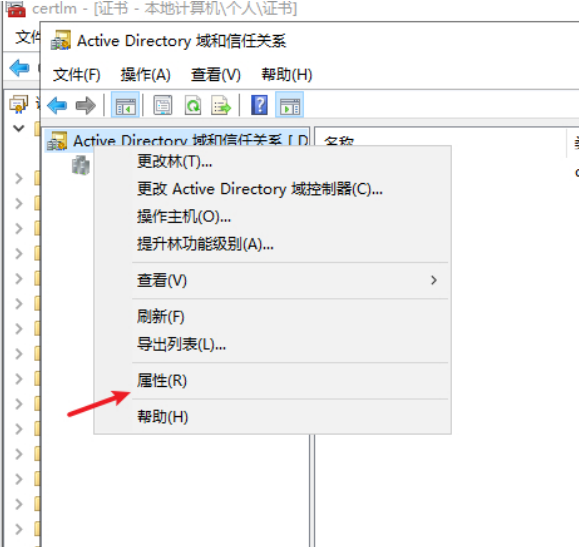 certlm - [证书 - 本地计算机\个人\证书]
文件
Active Directory 域和信任关系
文件(F) 操作(A) 查看(V) 帮助(H)
Active Directory 域和信任关系 [ D
名称
更改林(T)...
更改 Active Directory 域控制器(C)...
操作主机(O)...
提升林功能级别(A)...
查看(V)
刷新(F)
导出列表(L)...
属性(R)
帮助(H)